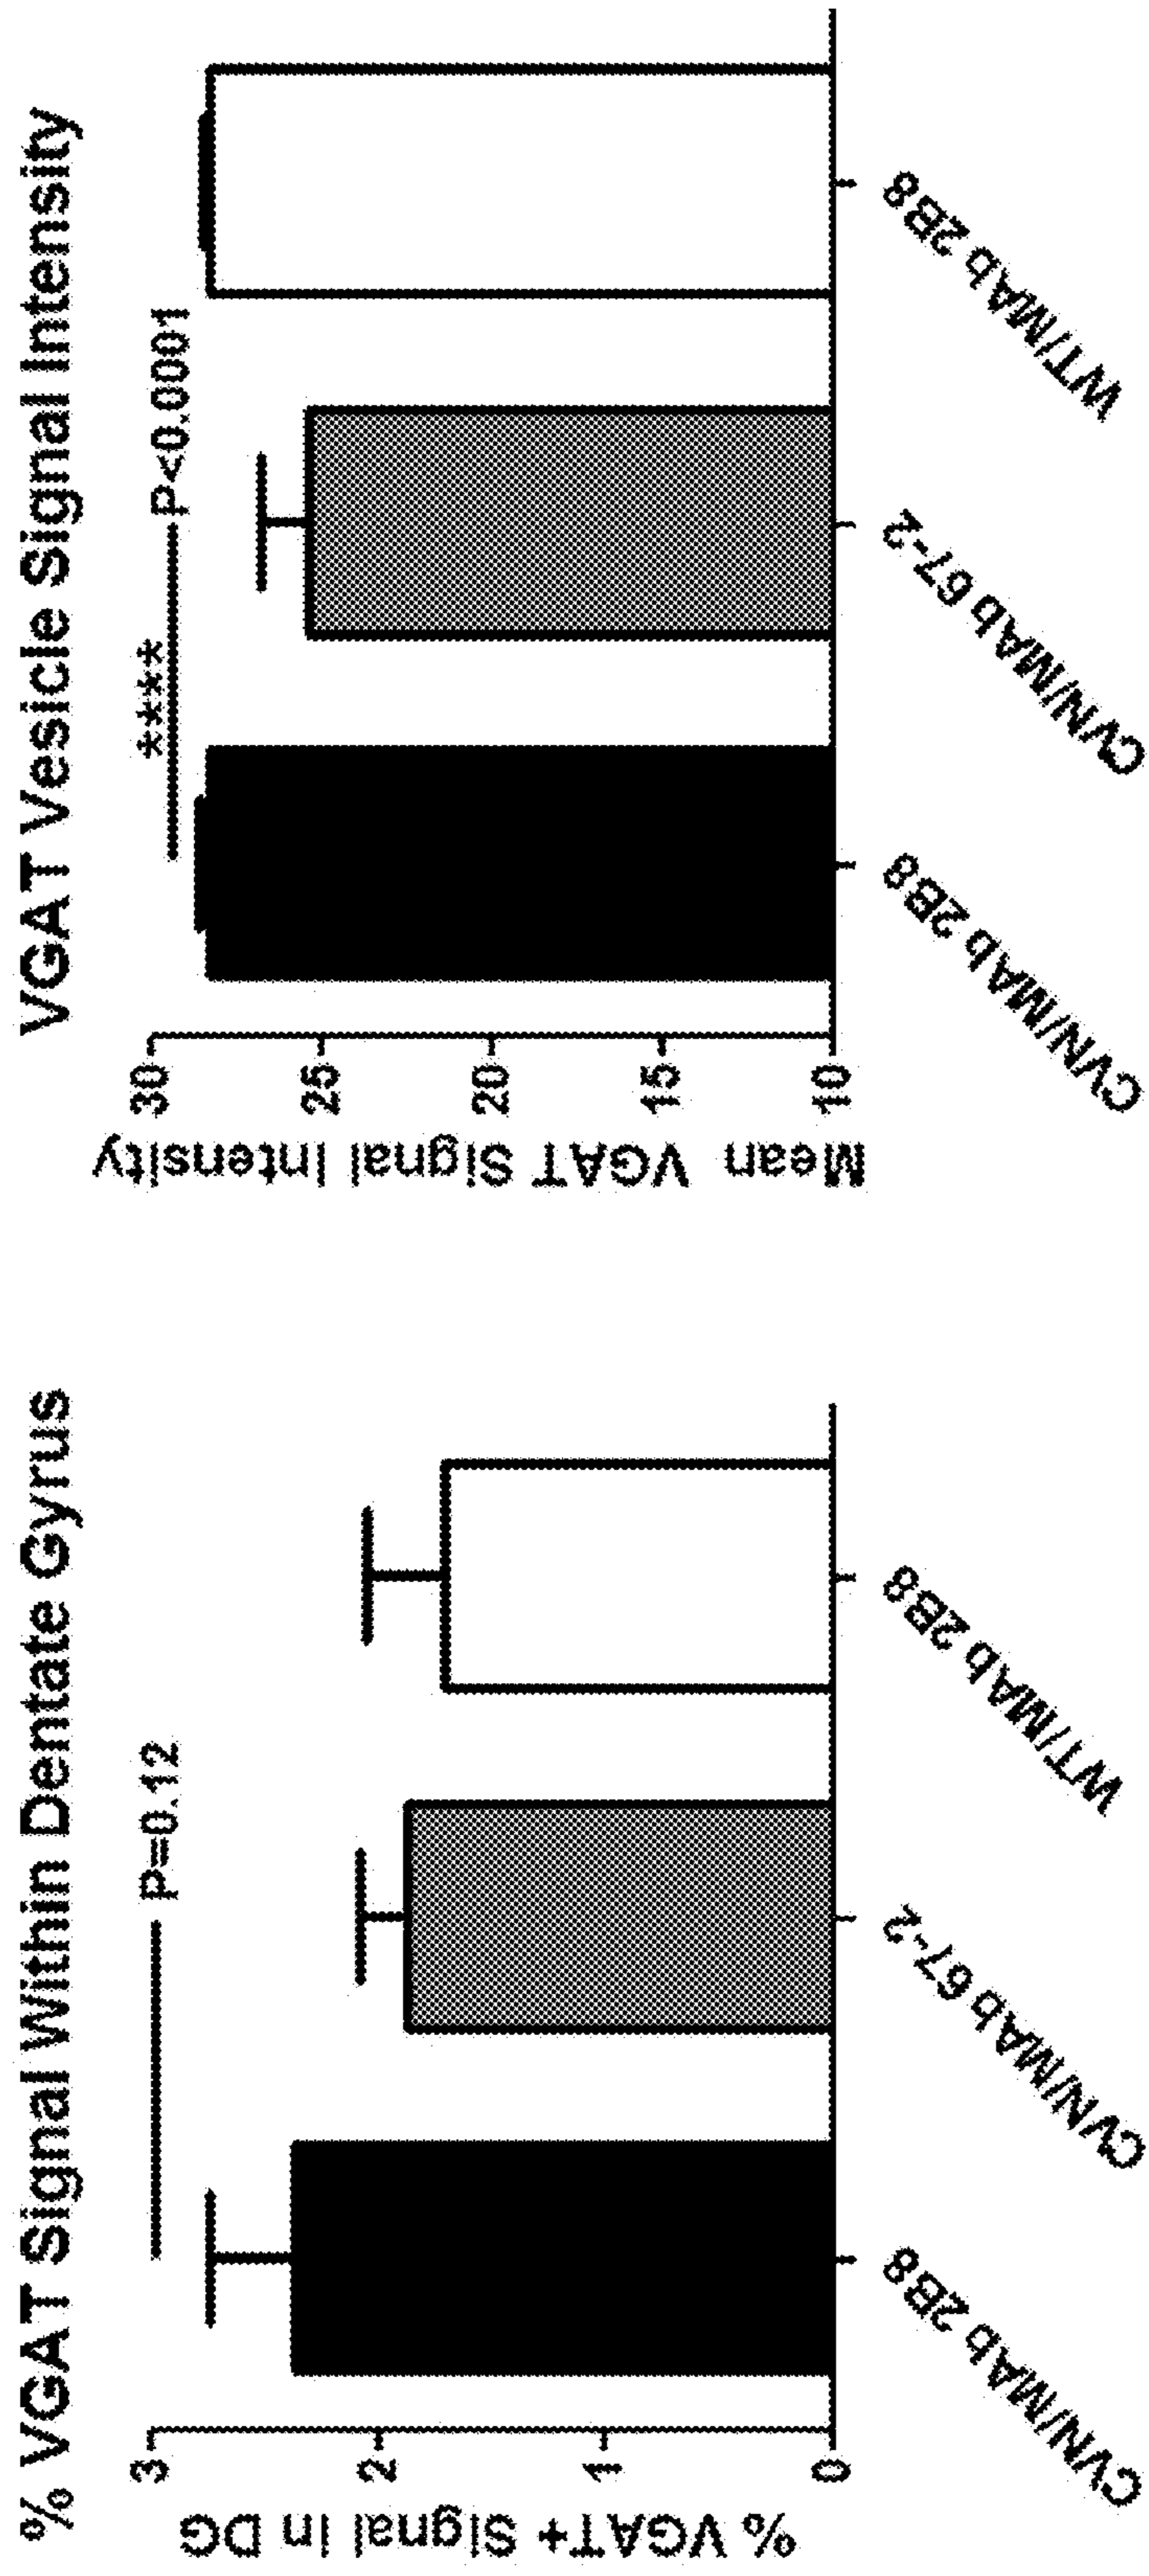 % VGAT Signal Within Dentate Gyrus
P=0.12
% VGAT+ Signal in DG
3
2
1
0
CVN/MAb 2B8
CVN/MAb 67-2
WT/MAb 2B8
VGAT Vesicle Signal Intensity
****
P<0.0001
Mean VGAT Signal Intensity
30
25
20
15
10
CVN/MAb 2B8
CVN/MAb 67-2
WT/MAb 2B8